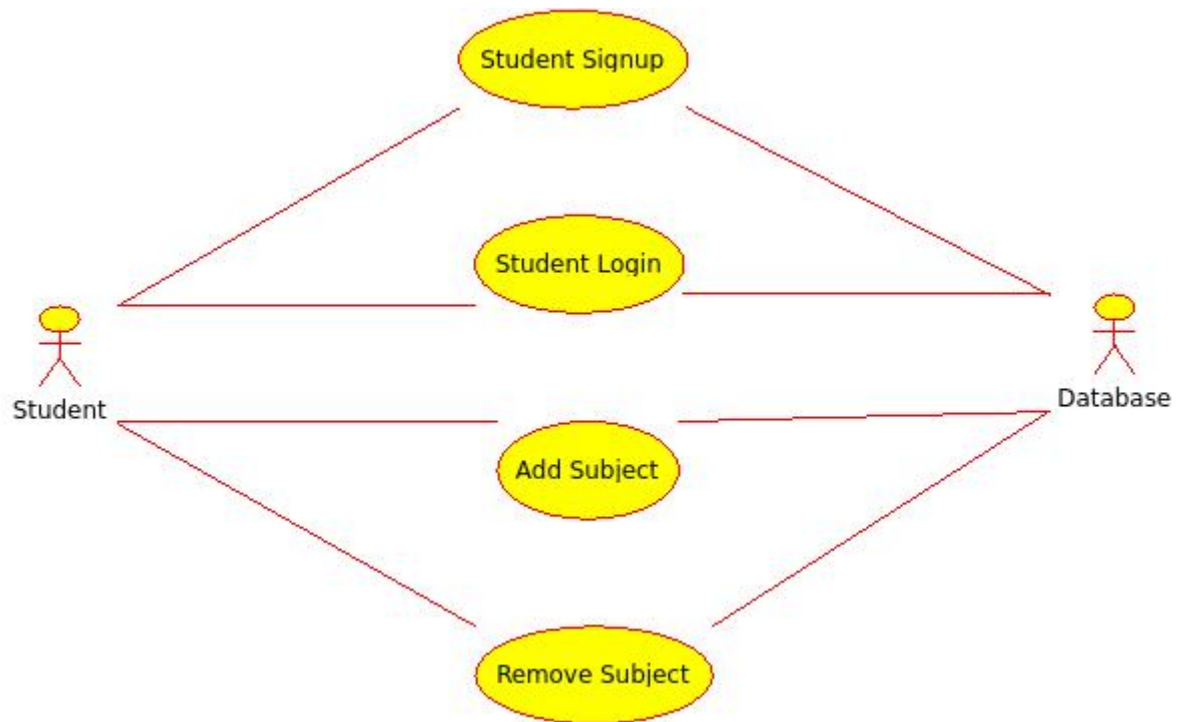 Student Signup
Student Login
Student
Database
Add Subject
Remove Subject